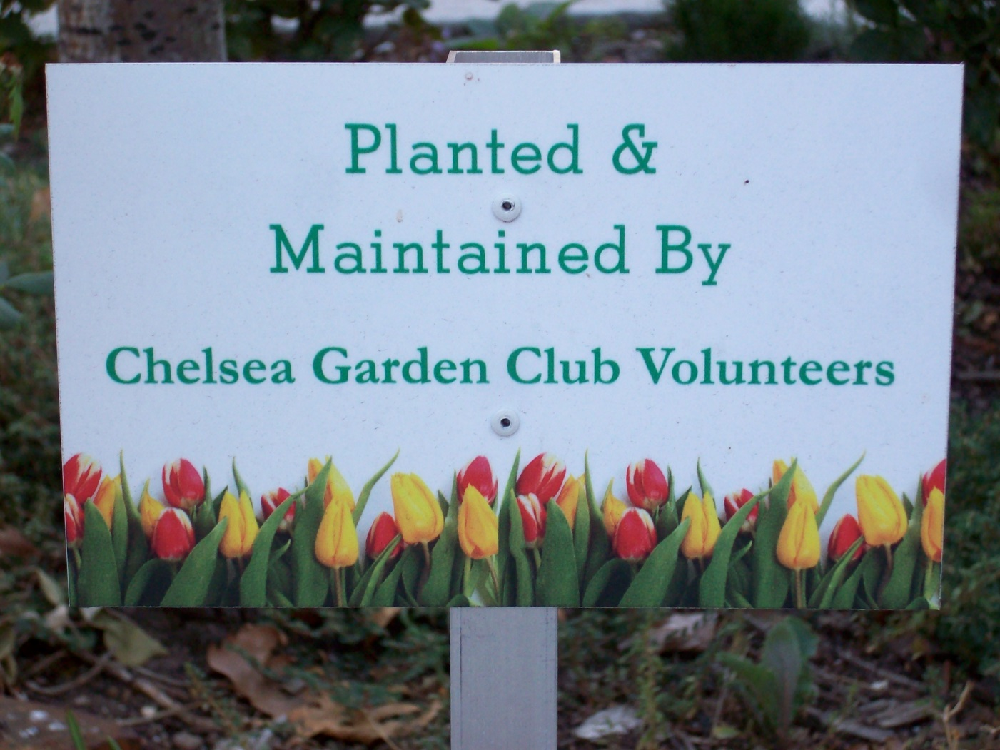 Planted &
Maintained By
Chelsea Garden Club Volunteers